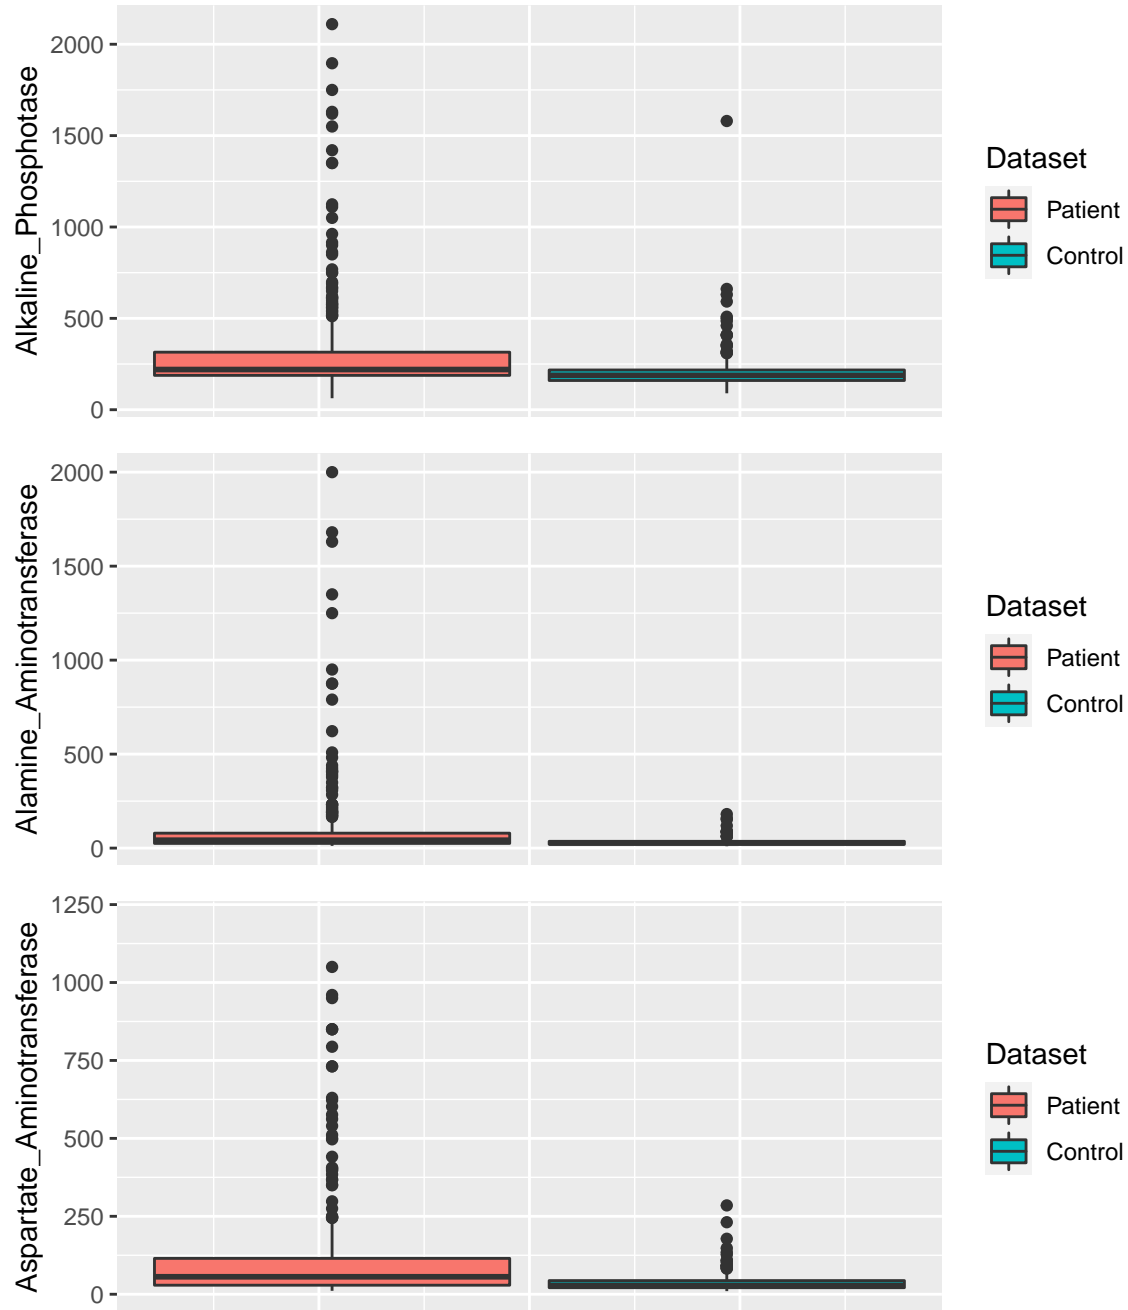 Alkaline_Phosphotase
2000
1500
1000
500
0
Dataset
Patient
Control
Alamine_Aminotransferase
2000
1500
1000
500
0
Dataset
Patient
Control
Aspartate_Aminotransferase
1250
1000
750
500
250
0
Dataset
Patient
Control